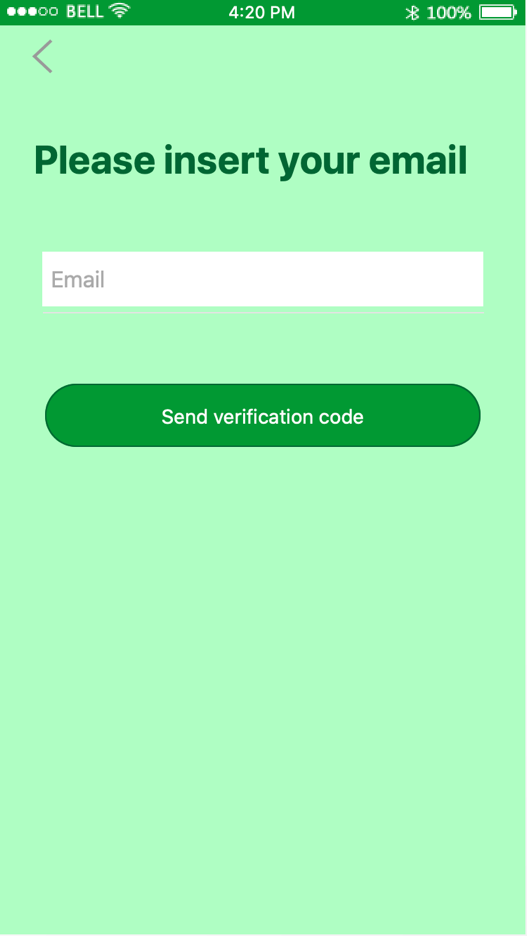 BELL 4:20 PM 100%
Please insert your email
Email
Send verification code